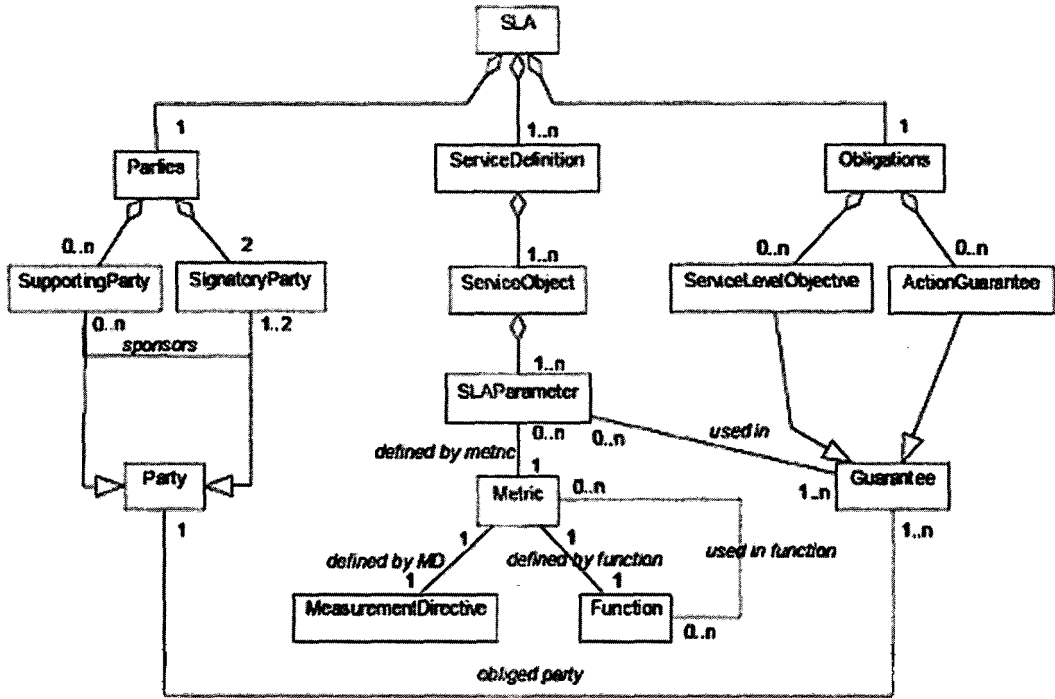 SLA
1
1..n
1
Parties
ServiceDefinition
Obligations
0..n
2
1..n
0..n
0..n
SupportingParty
SignatoryParty
ServiceObject
ServiceLevelObjective
ActionGuarantee
0..n
1..2
sponsors
1..n
SLAParameter
0..n
0..n
used in
defined by metric
1
Party
Metric
0..n
1..n
Guarantee
1
1
1
1..n
defined by MD
defined by function
used in function
1
1
MeasurementDirective
Function
0..n
obliged party